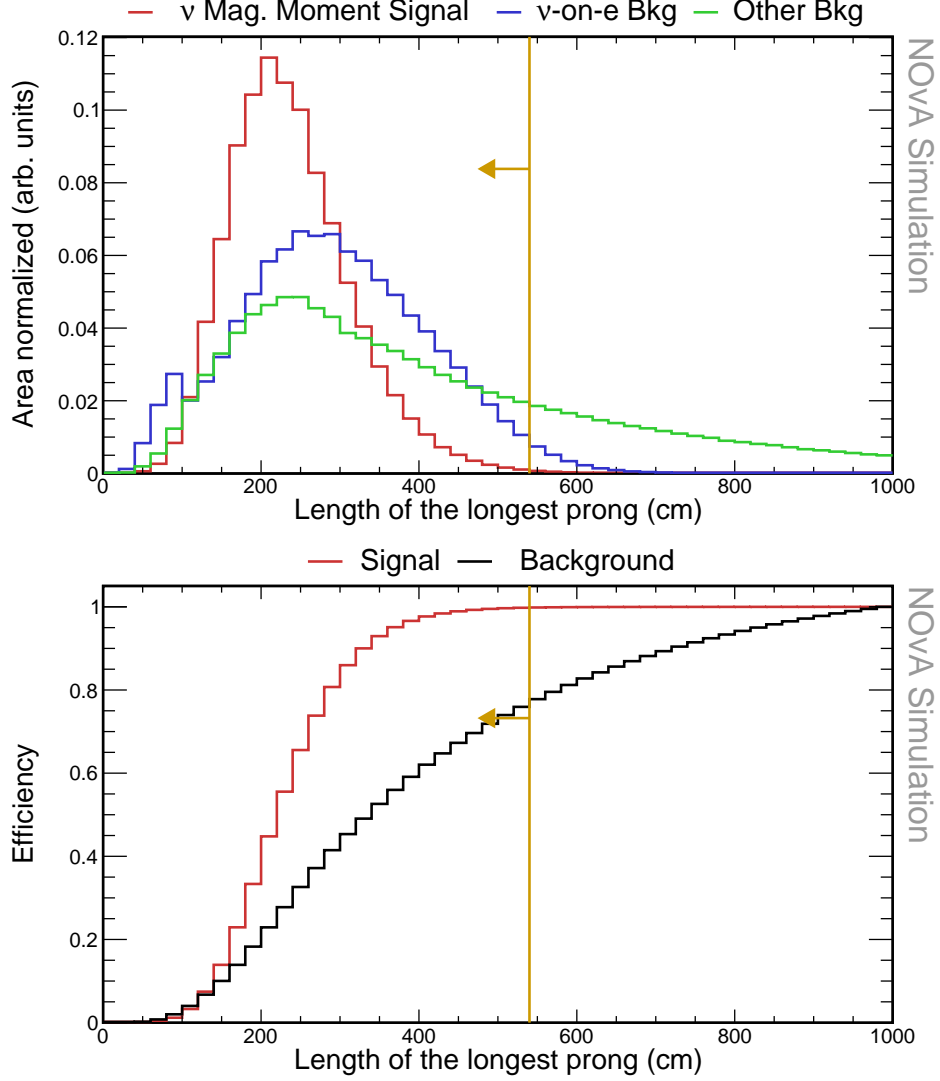 ν Mag. Moment Signal ν-on-e Bkg Other Bkg
0.12
0.1
0.08
0.06
0.04
0.02
0
Area normalized (arb. units)
0 200 400 600 800 1000
Length of the longest prong (cm)
NOvA Simulation
Signal Background
1
0.8
0.6
0.4
0.2
0
Efficiency
0 200 400 600 800 1000
Length of the longest prong (cm)
NOvA Simulation